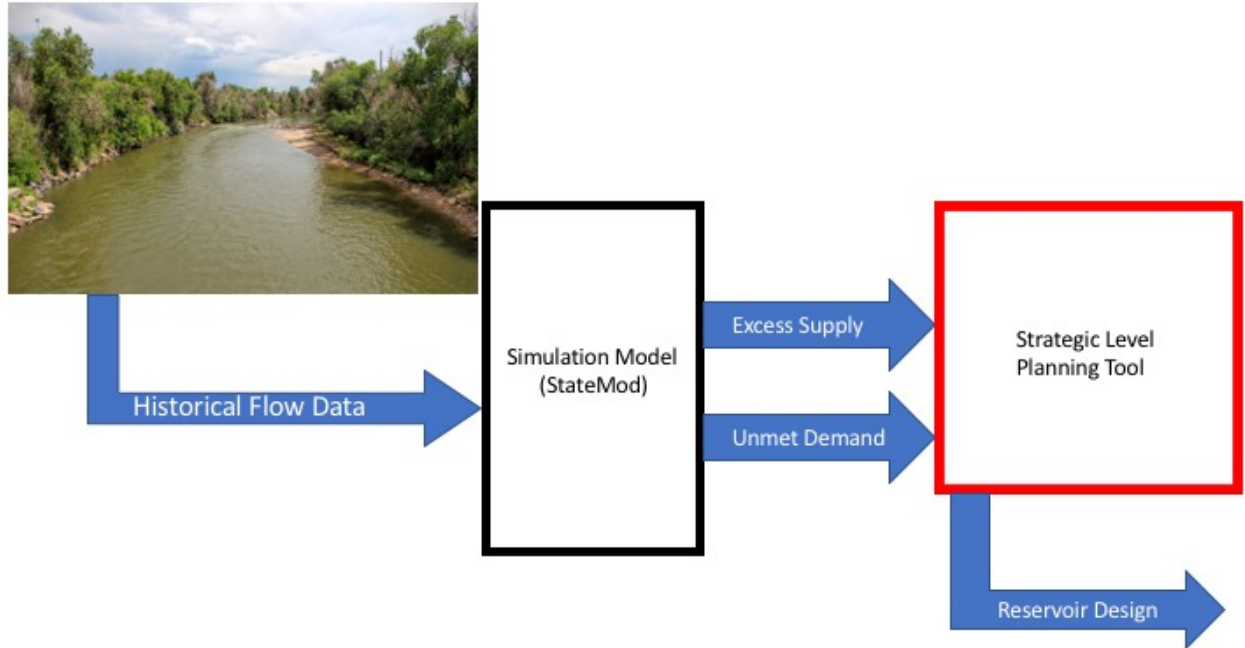 Excess Supply
Simulation Model
(StateMod)
Strategic Level
Planning Tool
Historical Flow Data
Unmet Demand
Reservoir Design